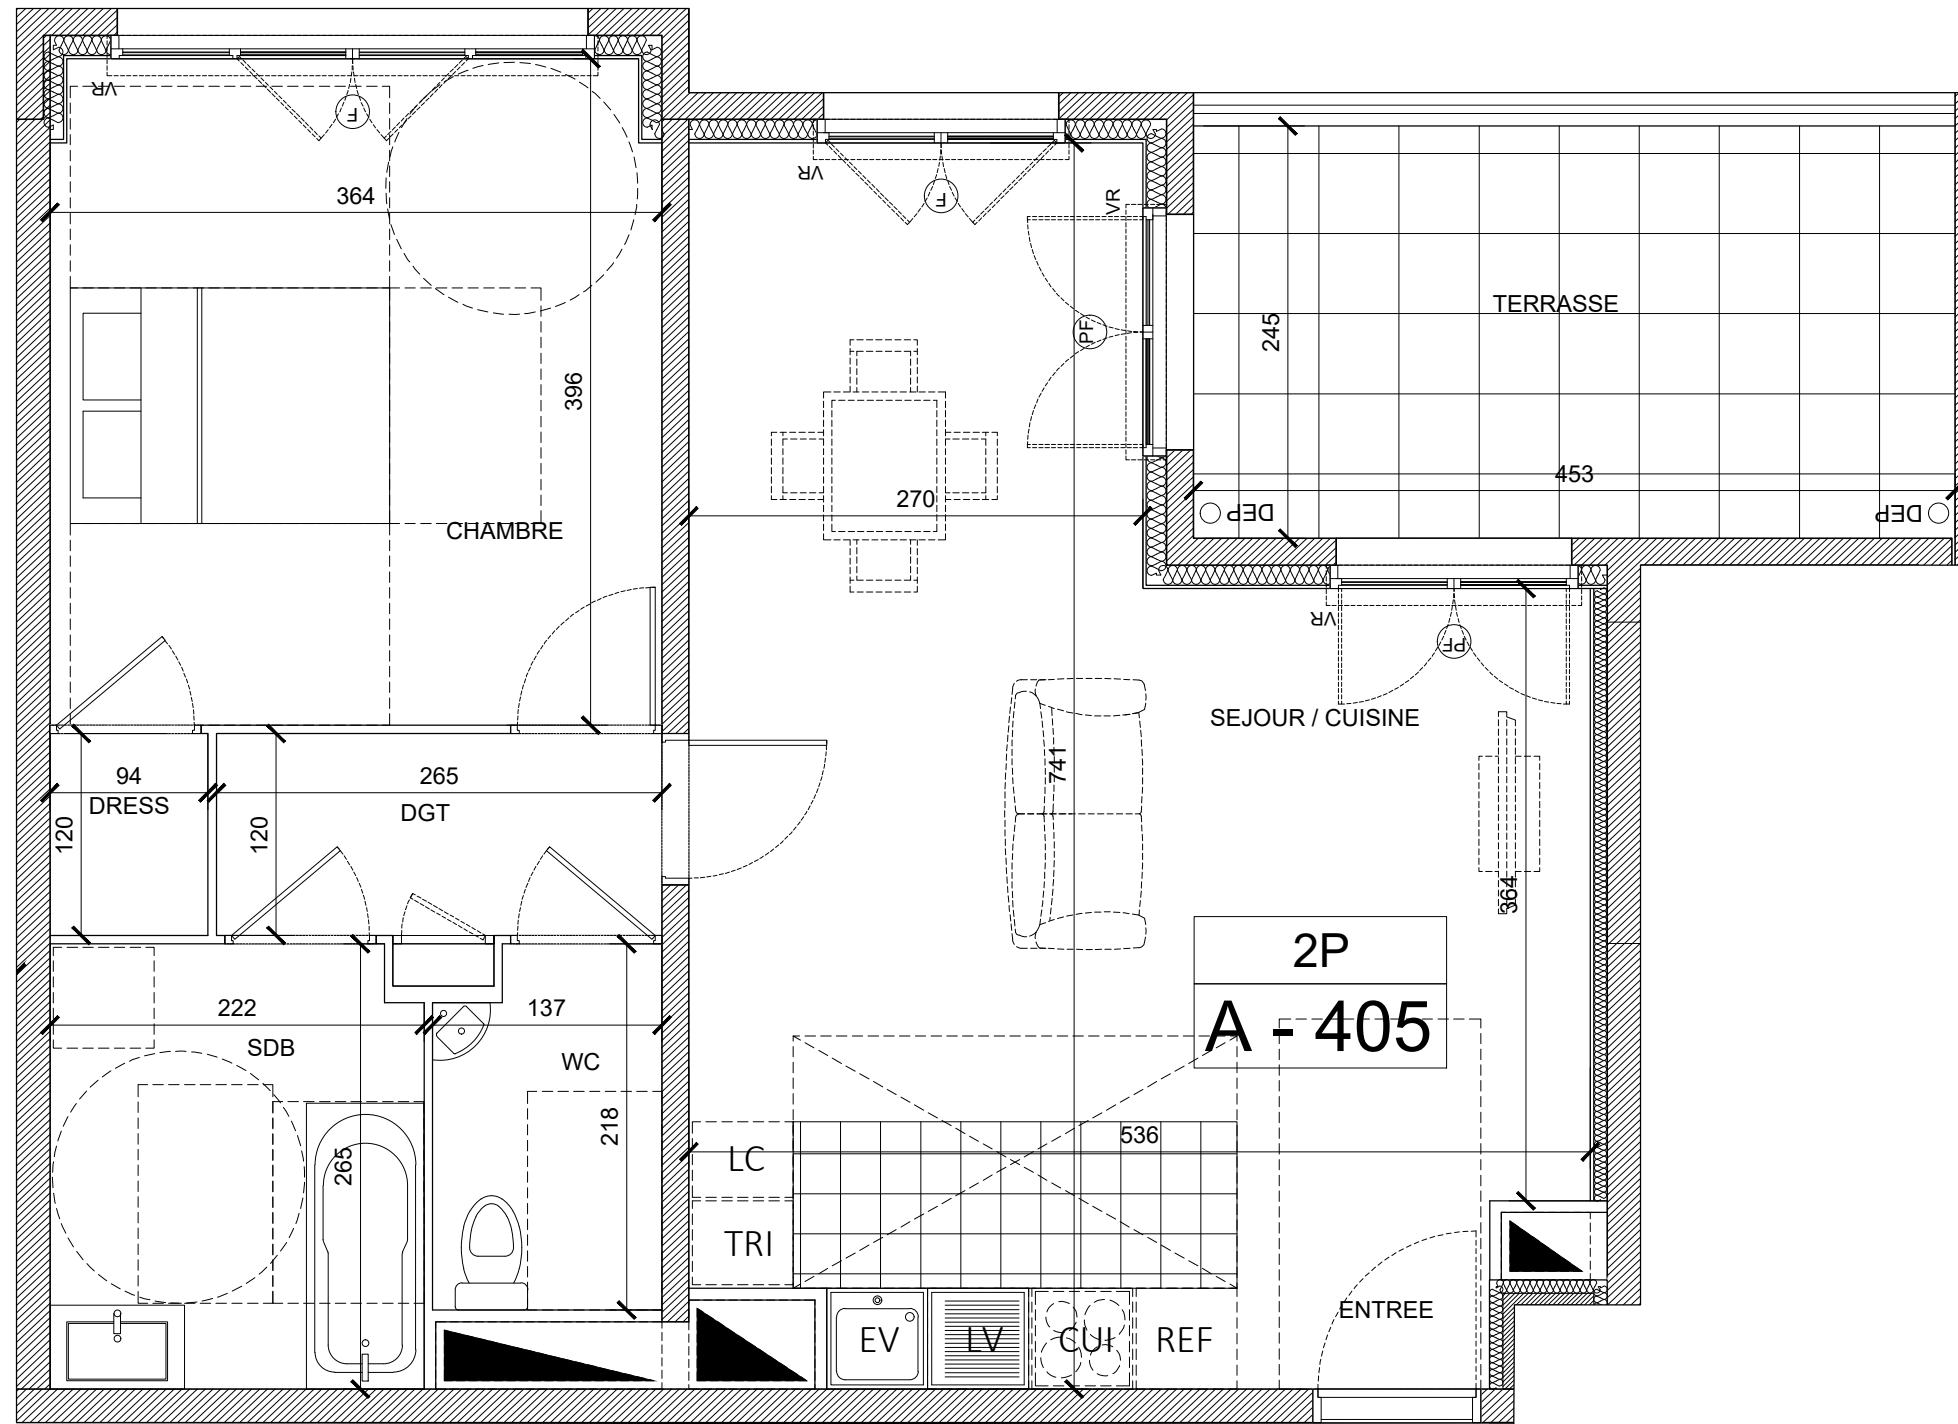 VR
F
364
396
CHAMBRE
VR
F
VR
PF
270
TERRASSE
245
453
DEP
DEP
VR
PF
SEJOUR / CUISINE
741
364
94
DRESS
120
265
DGT
120
2P
A - 405
222
SDB
265
137
WC
218
536
LC
TRI
EV
LV
CUI
REF
ENTREE